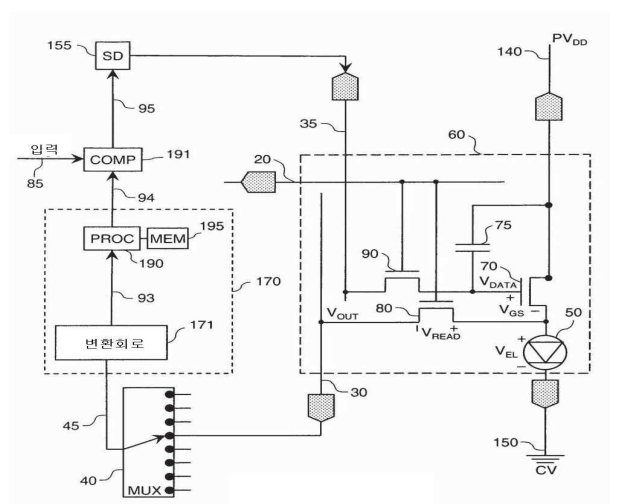 155
SD
PVDD
140
95
35
60
입력
85
COMP
191
20
94
75
90
PROC
MEM
195
190
70
VDATA
+
VGS
-
170
93
VOUT
80
VREAD
+
50
171
변환회로
VEL
+
-
45
30
40
MUX
150
CV